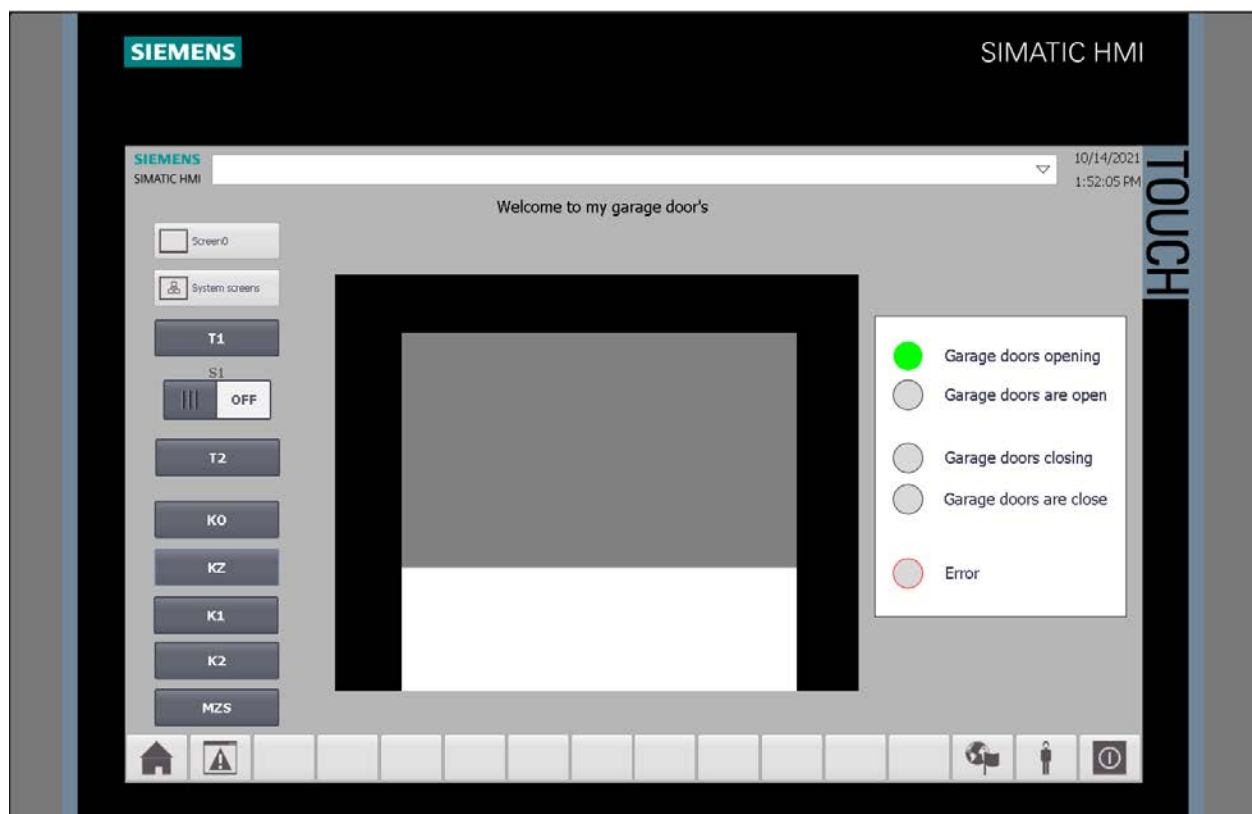 SIEMENS
SIMATIC HMI
SIEMENS
SIMATIC HMI
10/14/2021
1:52:05 PM
TOUCH
Welcome to my garage door's
Screen0
System screens
T1
S1
OFF
T2
KO
KZ
K1
K2
MZS
Garage doors opening
Garage doors are open
Garage doors closing
Garage doors are close
Error